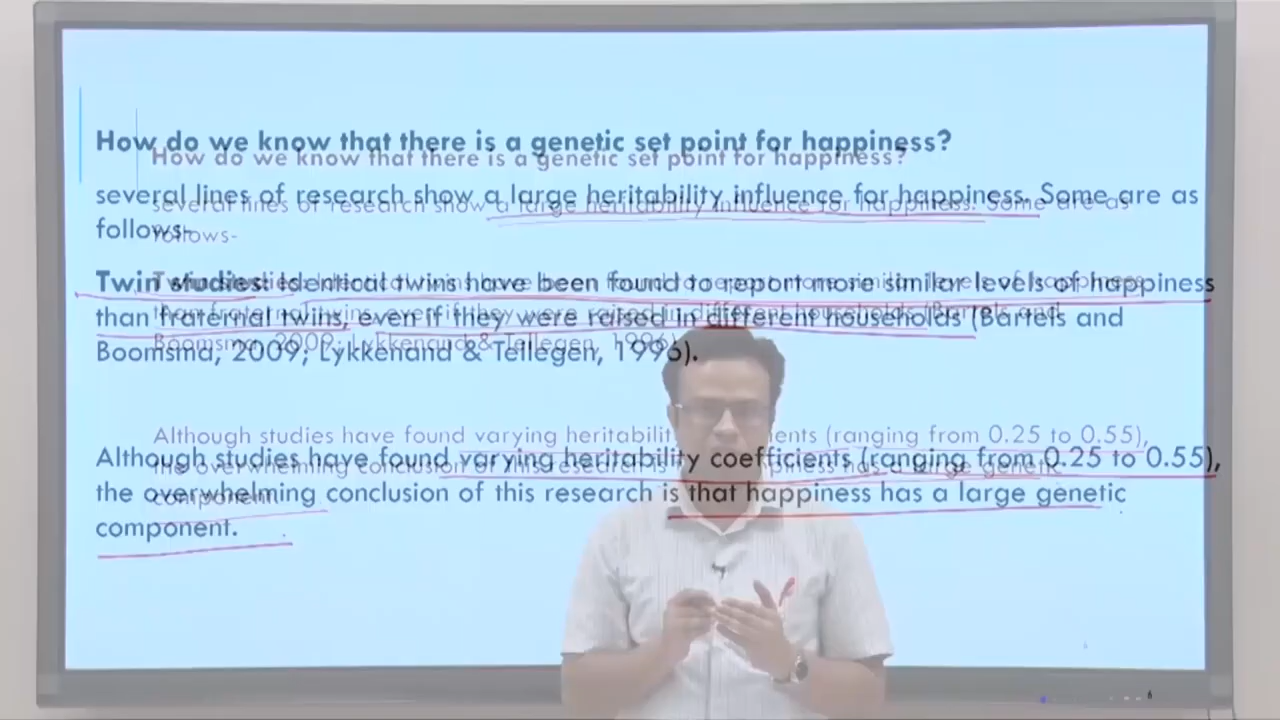 How do we know that there is a genetic set point for happiness?
several lines of research show a large heritability influence for happiness. Some are as
follows-
Twin studies: Identical twins have been found to report more similar levels of happiness
than fraternal twins, even if they were raised in different households (Bartels and
Boomsma, 2009; Lykkenand & Tellegen, 1996).
Although studies have found varying heritability coefficients (ranging from 0.25 to 0.55),
the overwhelming conclusion of this research is that happiness has a large genetic
component.